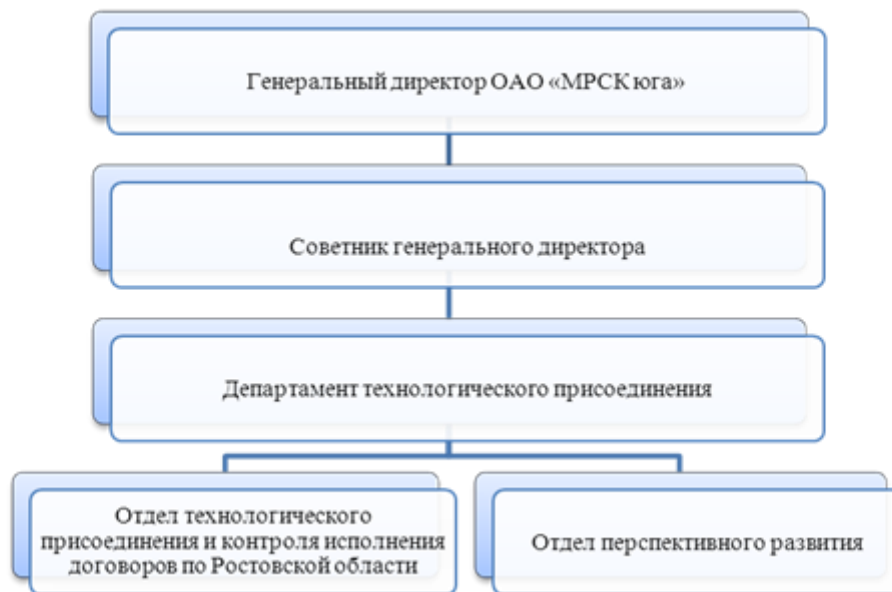 Генеральный директор ОАО «МРСК юга»
Советник генерального директора
Департамент технологического присоединения
Отдел технологического
присоединения и контроля исполнения
договоров по Ростовской области
Отдел перспективного развития